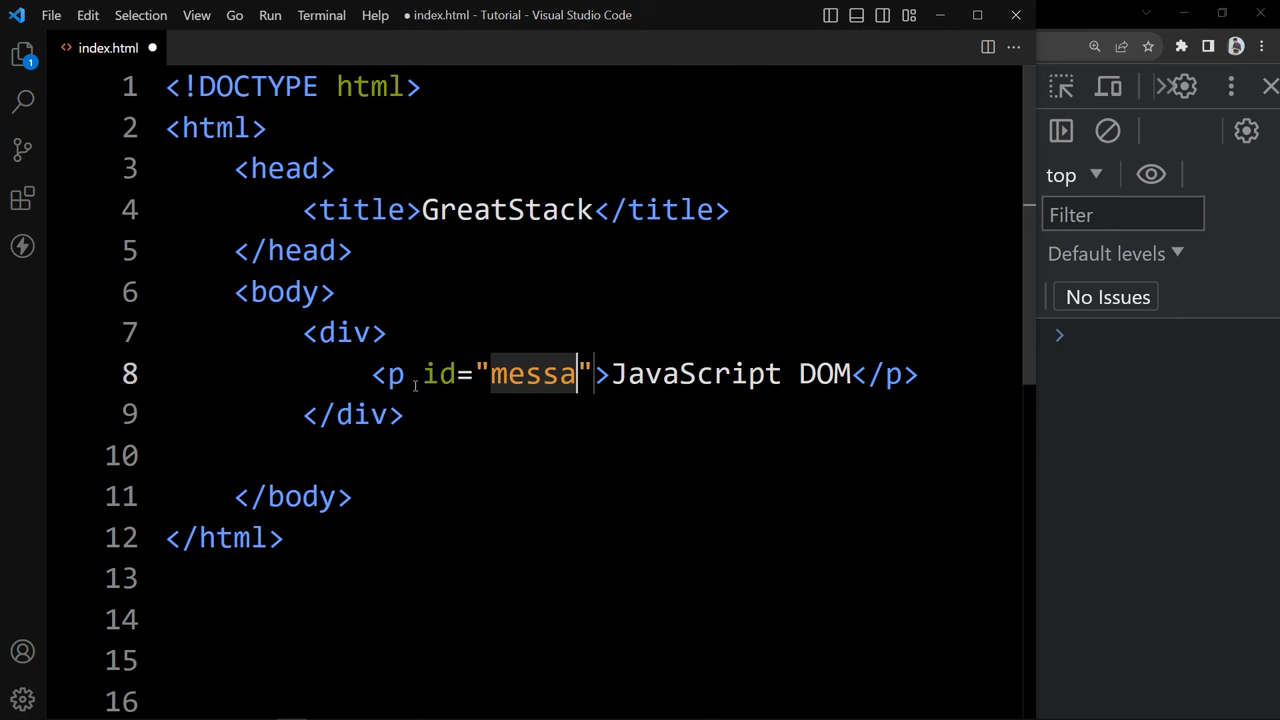 File Edit Selection View Go Run Terminal Help ● index.html - Tutorial - Visual Studio Code
<> index.html ●
1 <!DOCTYPE html>
2 <html>
3     <head>
4         <title>GreatStack</title>
5     </head>
6     <body>
7         <div>
8             <p id="messa">JavaScript DOM</p>
9         </div>
10
11     </body>
12 </html>
13
14
15
16
1
top
Filter
Default levels
No Issues
>